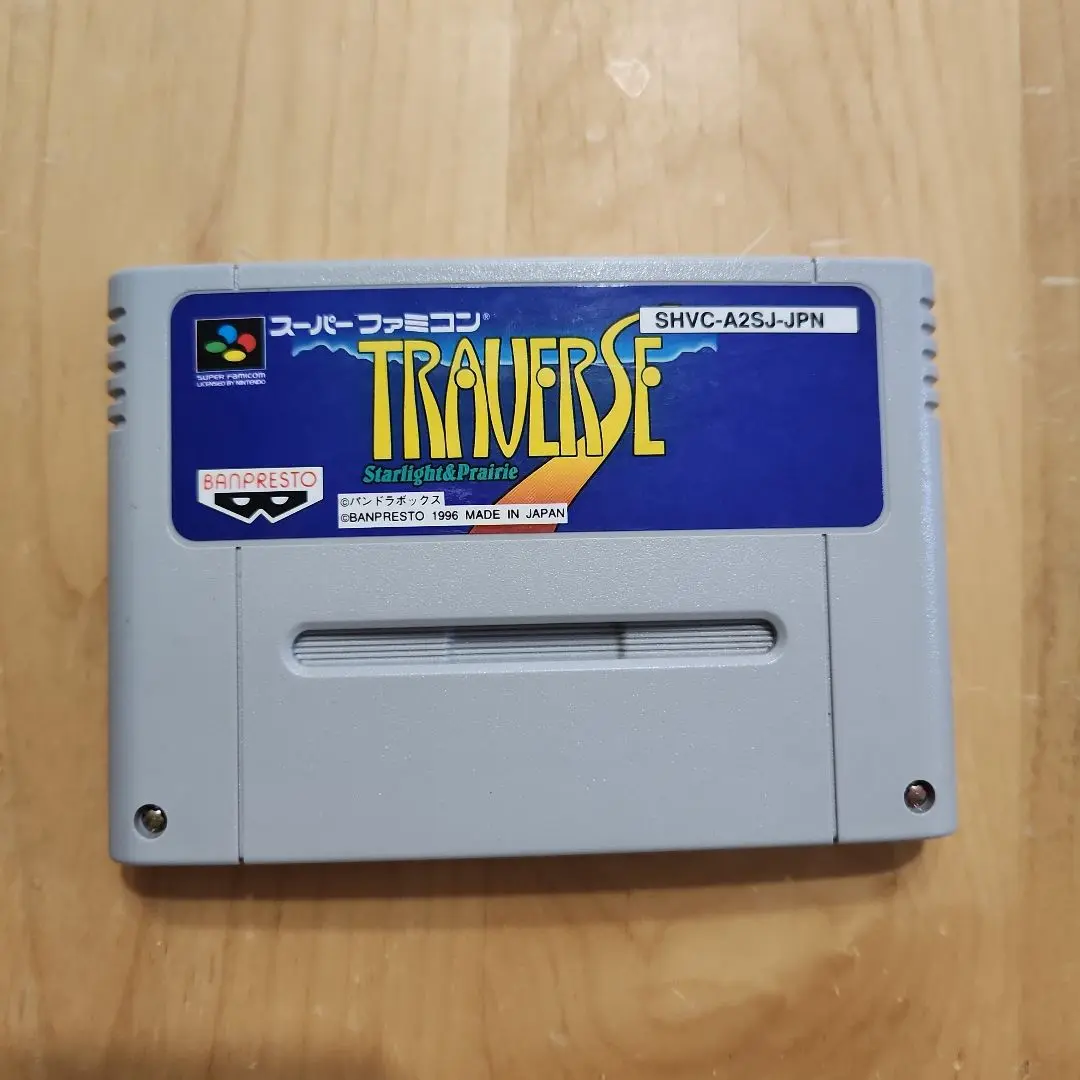 スーパーファミコン®
SHVC-A2SJ-JPN
SUPER FAMICOM
LICENSED BY NINTENDO
TRAVERSE
Starlight&Prairie
BANPRESTO
©パンドラボックス
©BANPRESTO 1996 MADE IN JAPAN